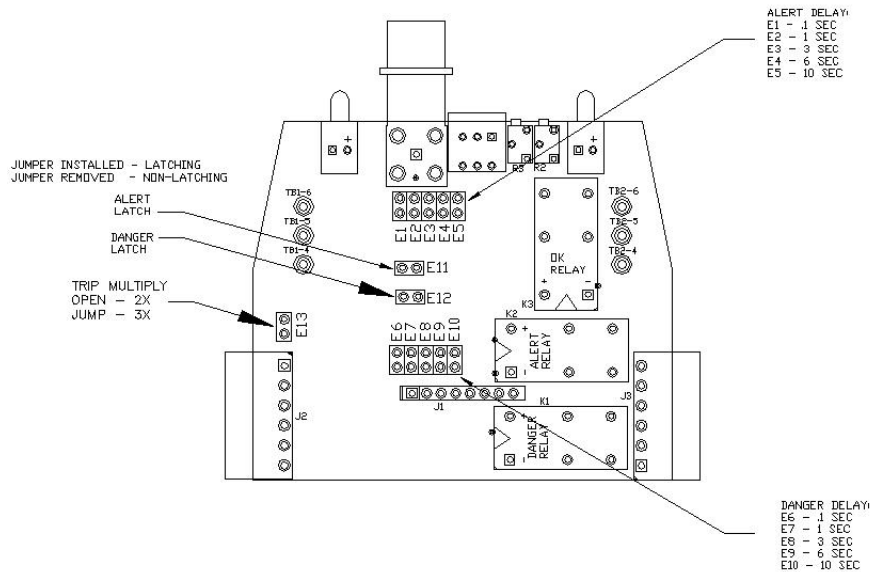 ALERT DELAY:
E1 - .1 SEC
E2 - 1 SEC
E3 - 3 SEC
E4 - 6 SEC
E5 - 10 SEC
+
+
R3
R2
JUMPER INSTALLED - LATCHING
JUMPER REMOVED - NON-LATCHING
ALERT
LATCH
DANGER
LATCH
TRIP MULTIPLY
OPEN - 2X
JUMP - 3X
TB1-6
TB1-5
TB1-4
E1
E2
E3
E4
E5
E11
E12
E13
TB2-6
TB2-5
TB2-4
OK
RELAY
+
-
K3
K2
E6
E7
E8
E9
E10
+
ALERT
RELAY
-
J1
J2
J3
K1
+
DANGER
RELAY
-
DANGER DELAY:
E6 - .1 SEC
E7 - 1 SEC
E8 - 3 SEC
E9 - 6 SEC
E10 - 10 SEC